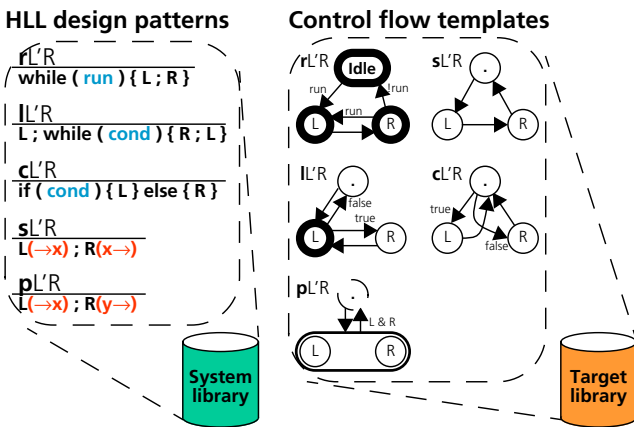 HLL design patterns
rL'R
while ( run ) { L ; R }
lL'R
L ; while ( cond ) { R ; L }
cL'R
if ( cond ) { L } else { R }
sL'R
L(→x) ; R(x→)
pL'R
L(→x) ; R(y→)
System
library
Control flow templates
rL'R
Idle
run
!run
run
L
R
sL'R
.
L
R
lL'R
.
false
true
L
R
cL'R
.
true
false
L
R
pL'R
.
L & R
L
R
Target
library